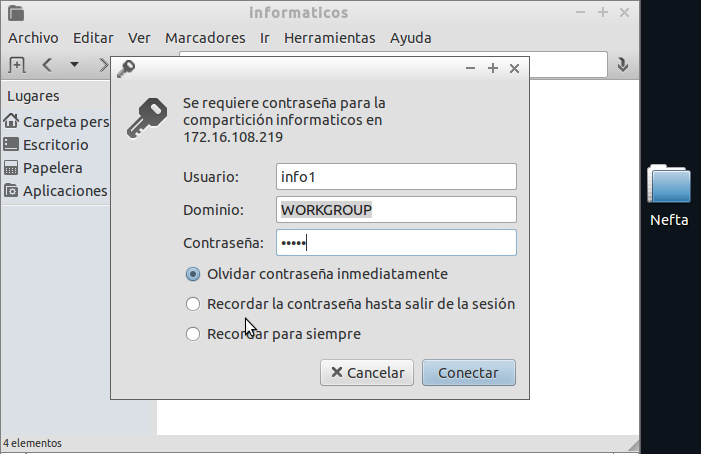 Informaticos
Archivo Editar Ver Marcadores Ir Herramientas Ayuda
Lugares
Carpeta pers
Escritorio
Papelera
Aplicaciones
Se requiere contraseña para la
compartición informaticos en
172.16.108.219
Usuario: info1
Dominio: WORKGROUP
Contraseña: •••••
Olvidar contraseña inmediatamente
Recordar la contraseña hasta salir de la sesión
Recordar para siempre
Cancelar Conectar
4 elementos
Nefta